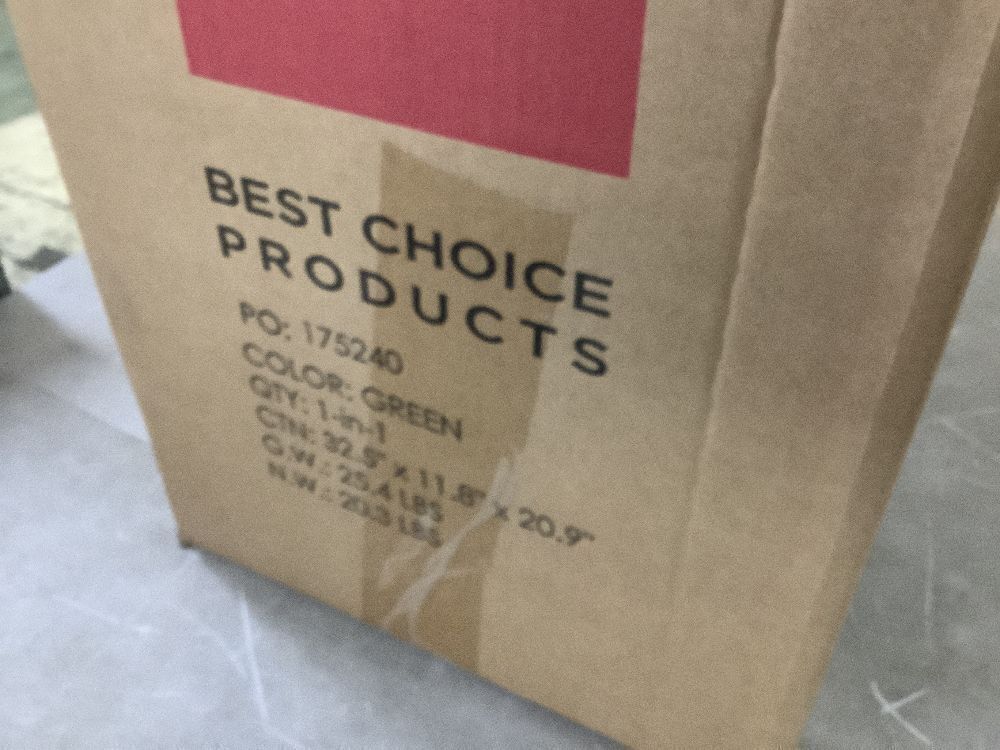 BEST CHOICE
PRODUCTS
PO: 175240
COLOR: GREEN
QTY: 1-in-1
CTN: 32.5" x 11.8" x 20.9"
G.W.: 25.4 LBS
N.W.: 20.3 LBS